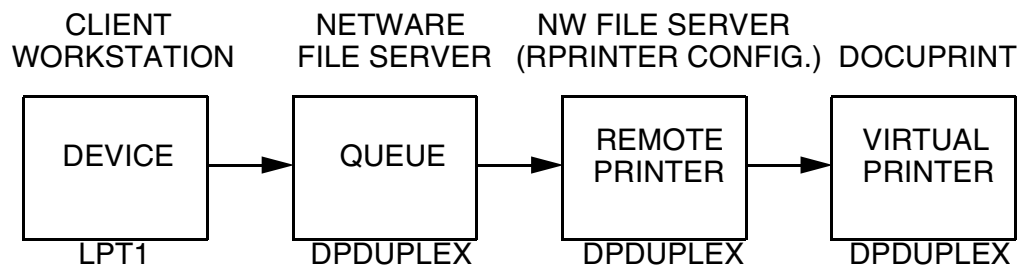 CLIENT
WORKSTATION
NETWARE
FILE SERVER
NW FILE SERVER
(RPRINTER CONFIG.)
DOCUPRINT
DEVICE
QUEUE
REMOTE
PRINTER
VIRTUAL
PRINTER
LPT1
DPDUPLEX
DPDUPLEX
DPDUPLEX